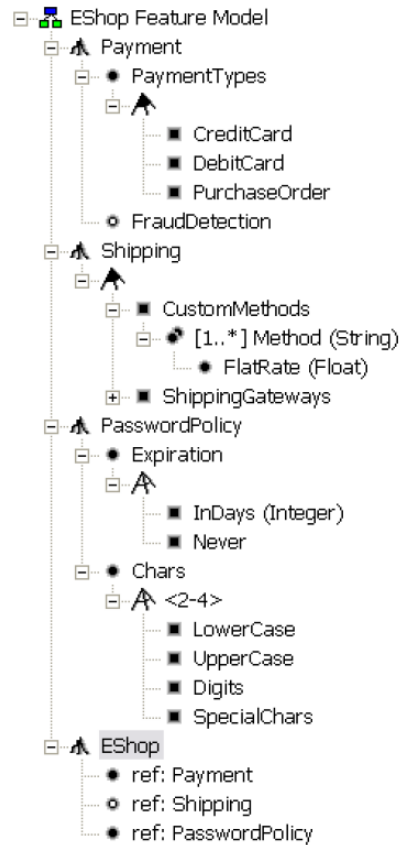 EShop Feature Model
Payment
PaymentTypes
CreditCard
DebitCard
PurchaseOrder
FraudDetection
Shipping
CustomMethods
[1..*] Method (String)
FlatRate (Float)
ShippingGateways
PasswordPolicy
Expiration
InDays (Integer)
Never
Chars
<2-4>
LowerCase
UpperCase
Digits
SpecialChars
EShop
ref: Payment
ref: Shipping
ref: PasswordPolicy